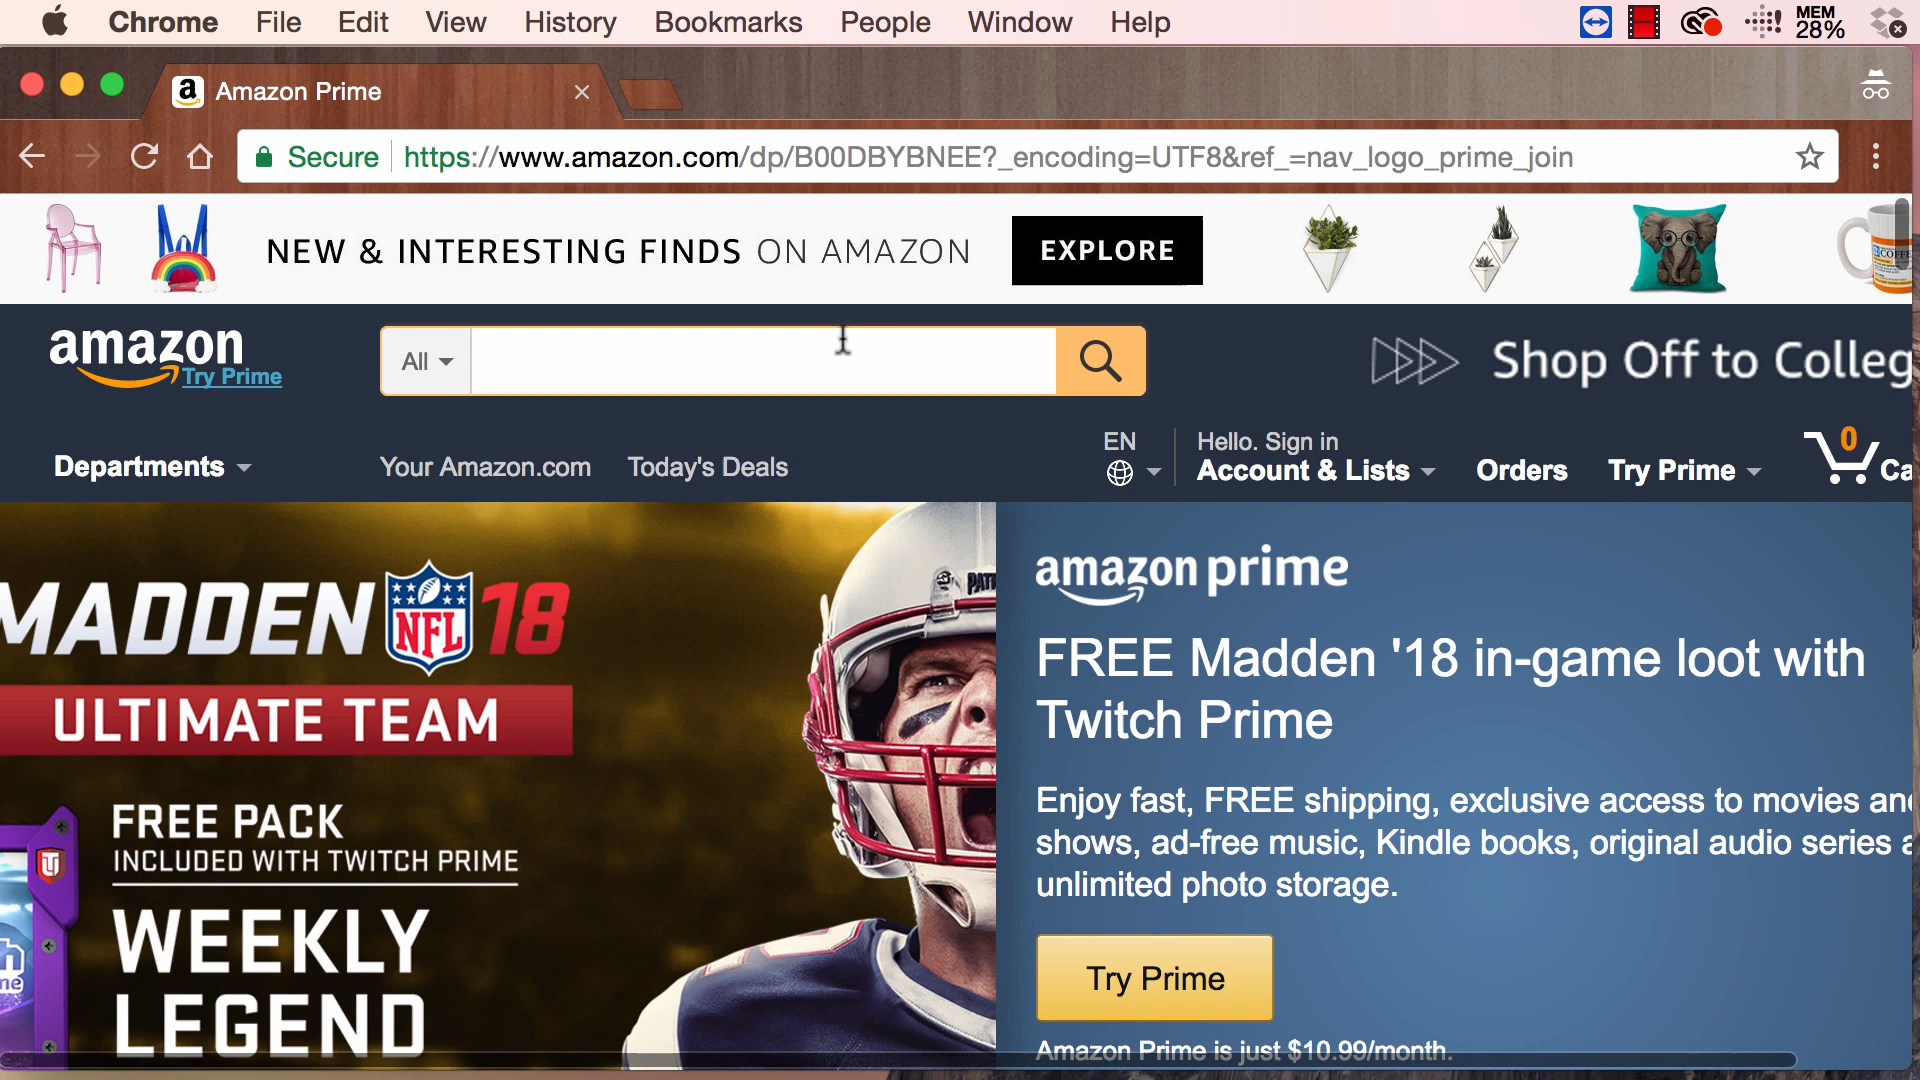 Chrome File Edit View History Bookmarks People Window Help MEM 28%
Amazon Prime
Secure https://www.amazon.com/dp/B00DBYBNEE?_encoding=UTF8&ref_=nav_logo_prime_join
NEW & INTERESTING FINDS ON AMAZON EXPLORE
amazon Try Prime All Shop Off to Colleg
Departments Your Amazon.com Today's Deals EN Hello. Sign in Account & Lists Orders Try Prime 0 Ca
MADDEN NFL 18
ULTIMATE TEAM
FREE PACK
INCLUDED WITH TWITCH PRIME
WEEKLY
LEGEND
amazon prime
FREE Madden '18 in-game loot with
Twitch Prime
Enjoy fast, FREE shipping, exclusive access to movies and
shows, ad-free music, Kindle books, original audio series a
unlimited photo storage.
Try Prime
Amazon Prime is just $10.99/month.